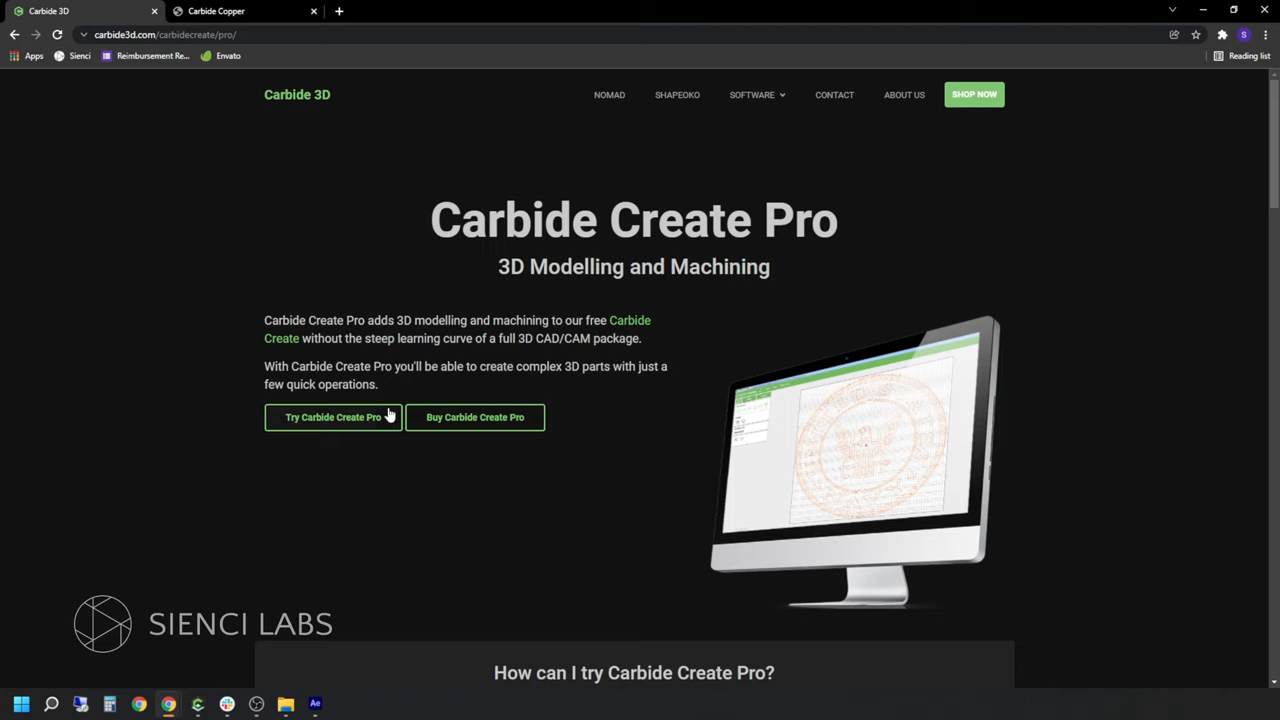 Carbide 3D
Carbide Copper
carbide3d.com/carbidecreate/pro/
S
Apps
Sienci
Reimbursement Re...
Envato
Reading list
Carbide 3D
NOMAD
SHAPEOKO
SOFTWARE
CONTACT
ABOUT US
SHOP NOW
Carbide Create Pro
3D Modelling and Machining
Carbide Create Pro adds 3D modelling and machining to our free Carbide
Create without the steep learning curve of a full 3D CAD/CAM package.
With Carbide Create Pro you'll be able to create complex 3D parts with just a
few quick operations.
Try Carbide Create Pro
Buy Carbide Create Pro
SIENCI LABS
How can I try Carbide Create Pro?
Ae